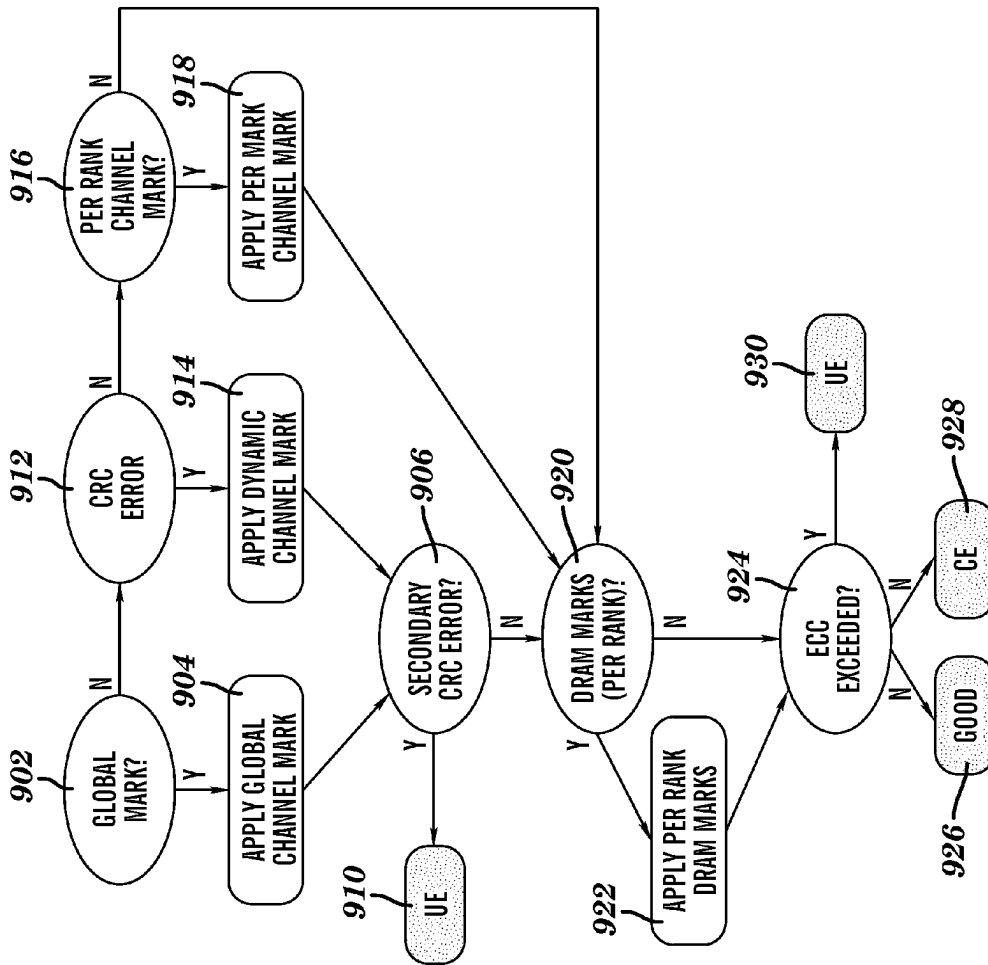 902
GLOBAL
MARK?
N
Y
912
CRC
ERROR
N
Y
916
PER RANK
CHANNEL
MARK?
N
Y
904
APPLY GLOBAL
CHANNEL MARK
914
APPLY DYNAMIC
CHANNEL MARK
918
APPLY PER MARK
CHANNEL MARK
906
SECONDARY
CRC ERROR?
Y
N
910
UE
920
DRAM MARKS
(PER RANK)?
Y
N
922
APPLY PER RANK
DRAM MARKS
924
ECC
EXCEEDED?
Y
N
N
930
UE
926
GOOD
928
CE